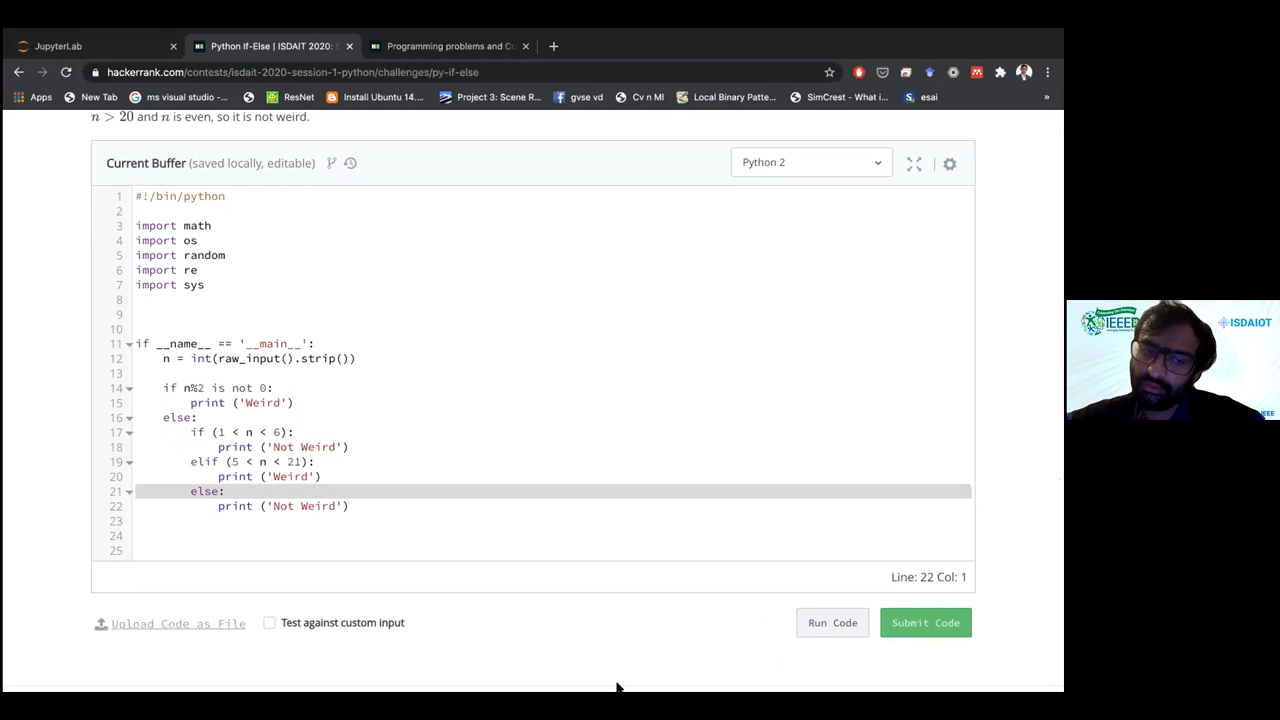 JupyterLab
Python If-Else | ISDAIT 2020: S
Programming problems and Co
hackerrank.com/contests/isdait-2020-session-1-python/challenges/py-if-else
Apps
New Tab
ms visual studio -...
ResNet
Install Ubuntu 14....
Project 3: Scene R...
gvse vd
Cv n Ml
Local Binary Patte...
SimCrest - What i...
esai
»
n > 20 and n is even, so it is not weird.
Current Buffer (saved locally, editable)
Python 2
1 #!/bin/python
2
3 import math
4 import os
5 import random
6 import re
7 import sys
8
9
10
11 if __name__ == '__main__':
12     n = int(raw_input().strip())
13
14     if n%2 is not 0:
15         print ('Weird')
16     else:
17         if (1 < n < 6):
18             print ('Not Weird')
19         elif (5 < n < 21):
20             print ('Weird')
21         else:
22             print ('Not Weird')
23
24
25
Line: 22 Col: 1
Upload Code as File
Test against custom input
Run Code
Submit Code
IEEE
ISDAIOT
IEEE